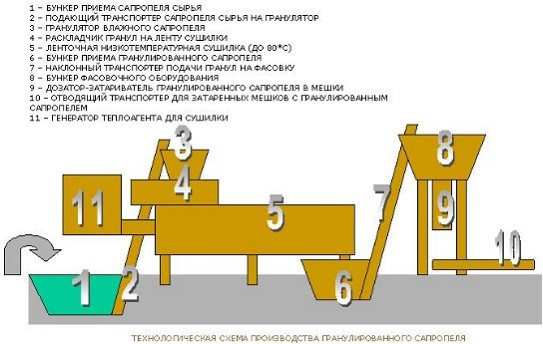 1 – БУНКЕР ПРИЕМА САПРОПЕЛЯ СЫРЬЯ
2 – ПОДАЮЩИЙ ТРАНСПОРТЕР САПРОПЕЛЯ СЫРЬЯ НА ГРАНУЛЯТОР
3 – ГРАНУЛЯТОР ВЛАЖНОГО САПРОПЕЛЯ
4 – РАСКЛАДЧИК ГРАНУЛ НА ЛЕНТУ СУШИЛКИ
5 – ЛЕНТОЧНАЯ НИЗКОТЕМПЕРАТУРНАЯ СУШИЛКА (ДО 80*С)
6 – БУНКЕР ПРИЕМА ГРАНУЛИРОВАННОГО САПРОПЕЛЯ
7 – НАКЛОННЫЙ ТРАНСПОРТЕР ПОДАЧИ ГРАНУЛ НА ФАСОВКУ
8 – БУНКЕР ФАСОВОЧНОГО ОБОРУДОВАНИЯ
9 – ДОЗАТОР-ЗАТАРИВАТЕЛЬ ГРАНУЛИРОВАННОГО САПРОПЕЛЯ В МЕШКИ
10 – ОТВОДЯЩИЙ ТРАНСПОРТЕР ДЛЯ ЗАТАРЕННЫХ МЕШКОВ С ГРАНУЛИРОВАННЫМ
САПРОПЕЛЕМ
11 – ГЕНЕРАТОР ТЕПЛОАГЕНТА ДЛЯ СУШИЛКИ
3
8
4
11
7
5
9
10
1
2
6
ТЕХНОЛОГИЧЕСКАЯ СХЕМА ПРОИЗВОДСТВА ГРАНУЛИРОВАННОГО САПРОПЕЛЯ